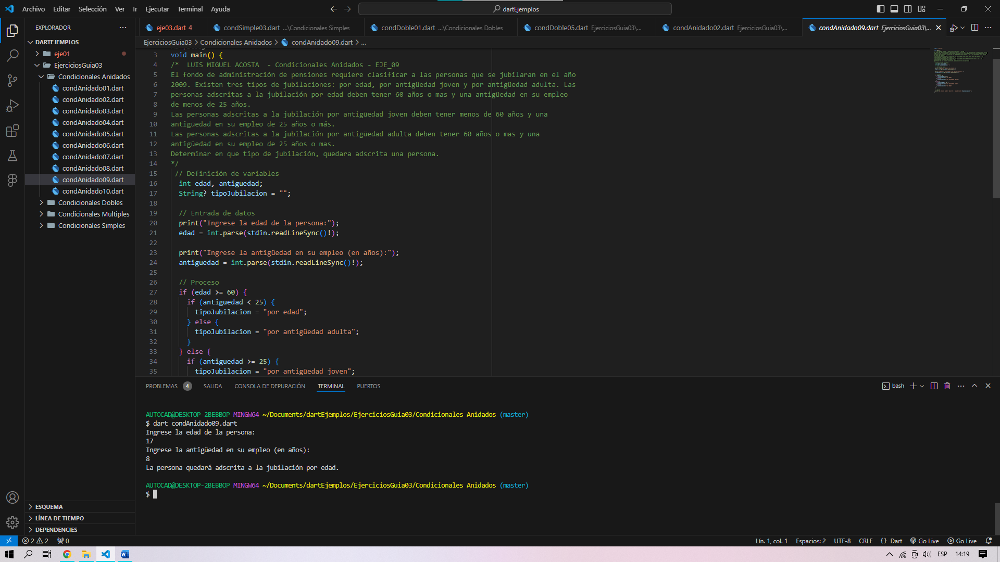 Archivo Editar Selección Ver Ir Ejecutar Terminal Ayuda
dartEjemplos
EXPLORADOR
DARTEJEMPLOS
eje01
EjerciciosGuia03
Condicionales Anidados
condAnidado01.dart
condAnidado02.dart
condAnidado03.dart
condAnidado04.dart
condAnidado05.dart
condAnidado06.dart
condAnidado07.dart
condAnidado08.dart
condAnidado09.dart
condAnidado10.dart
Condicionales Dobles
Condicionales Multiples
Condicionales Simples
ESQUEMA
LÍNEA DE TIEMPO
DEPENDENCIES
eje03.dart 4
condSimple03.dart ...\Condicionales Simples
condDoble01.dart ...\Condicionales Dobles
condDoble05.dart EjerciciosGuia03\...
condAnidado02.dart EjerciciosGuia03\...
condAnidado09.dart EjerciciosGuia03\...
EjerciciosGuia03 > Condicionales Anidados > condAnidado09.dart > ...
3 void main() {
4 /*  LUIS MIGUEL ACOSTA  - Condicionales Anidados - EJE_09
5 El fondo de administración de pensiones requiere clasificar a las personas que se jubilaran en el año
6 2009. Existen tres tipos de jubilaciones: por edad, por antigüedad joven y por antigüedad adulta. Las
7 personas adscritas a la jubilación por edad deben tener 60 años o mas y una antigüedad en su empleo
8 de menos de 25 años.
9 Las personas adscritas a la jubilación por antigüedad joven deben tener menos de 60 años y una
10 antigüedad en su empleo de 25 años o más.
11 Las personas adscritas a la jubilación por antigüedad adulta deben tener 60 años o mas y una
12 antigüedad en su empleo de 25 años o mas.
13 Determinar en que tipo de jubilación, quedara adscrita una persona.
14 */
15 // Definición de variables
16 int edad, antiguedad;
17 String? tipoJubilacion = "";
18
19 // Entrada de datos
20 print("Ingrese la edad de la persona:");
21 edad = int.parse(stdin.readLineSync()!);
22
23 print("Ingrese la antigüedad en su empleo (en años):");
24 antiguedad = int.parse(stdin.readLineSync()!);
25
26 // Proceso
27 if (edad >= 60) {
28 if (antiguedad < 25) {
29 tipoJubilacion = "por edad";
30 } else {
31 tipoJubilacion = "por antigüedad adulta";
32 }
33 } else {
34 if (antiguedad >= 25) {
35 tipoJubilacion = "por antigüedad joven";
PROBLEMAS 4 SALIDA CONSOLA DE DEPURACIÓN TERMINAL PUERTOS
bash
AUTOCAD@DESKTOP-2BEBBOP MINGW64 ~/Documents/dartEjemplos/EjerciciosGuia03/Condicionales Anidados (master)
$ dart condAnidado09.dart
Ingrese la edad de la persona:
17
Ingrese la antigüedad en su empleo (en años):
8
La persona quedará adscrita a la jubilación por edad.
AUTOCAD@DESKTOP-2BEBBOP MINGW64 ~/Documents/dartEjemplos/EjerciciosGuia03/Condicionales Anidados (master)
$
2 2 0
Lín. 1, col. 1 Espacios: 2 UTF-8 CRLF {} Dart Go Live Go Live
ESP 14:19